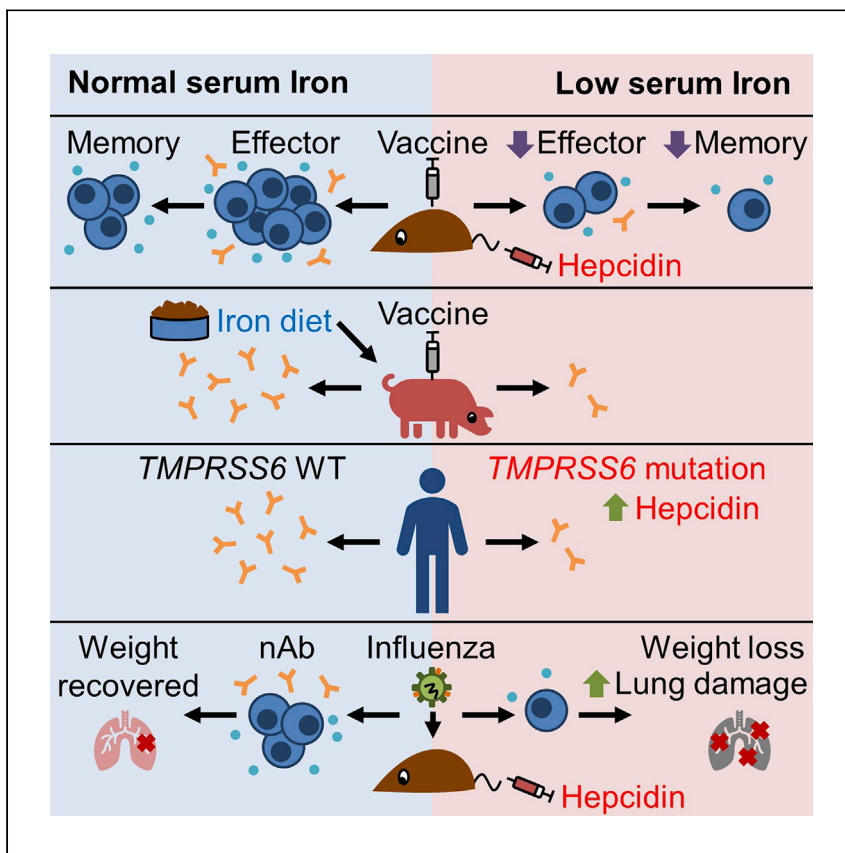 Normal serum Iron
Low serum Iron
Memory
Effector
Vaccine
Effector
Memory
Hepcidin
Iron diet
Vaccine
TMPRSS6 WT
TMPRSS6 mutation
Hepcidin
Weight
recovered
nAb
Influenza
Weight loss
Lung damage
Hepcidin